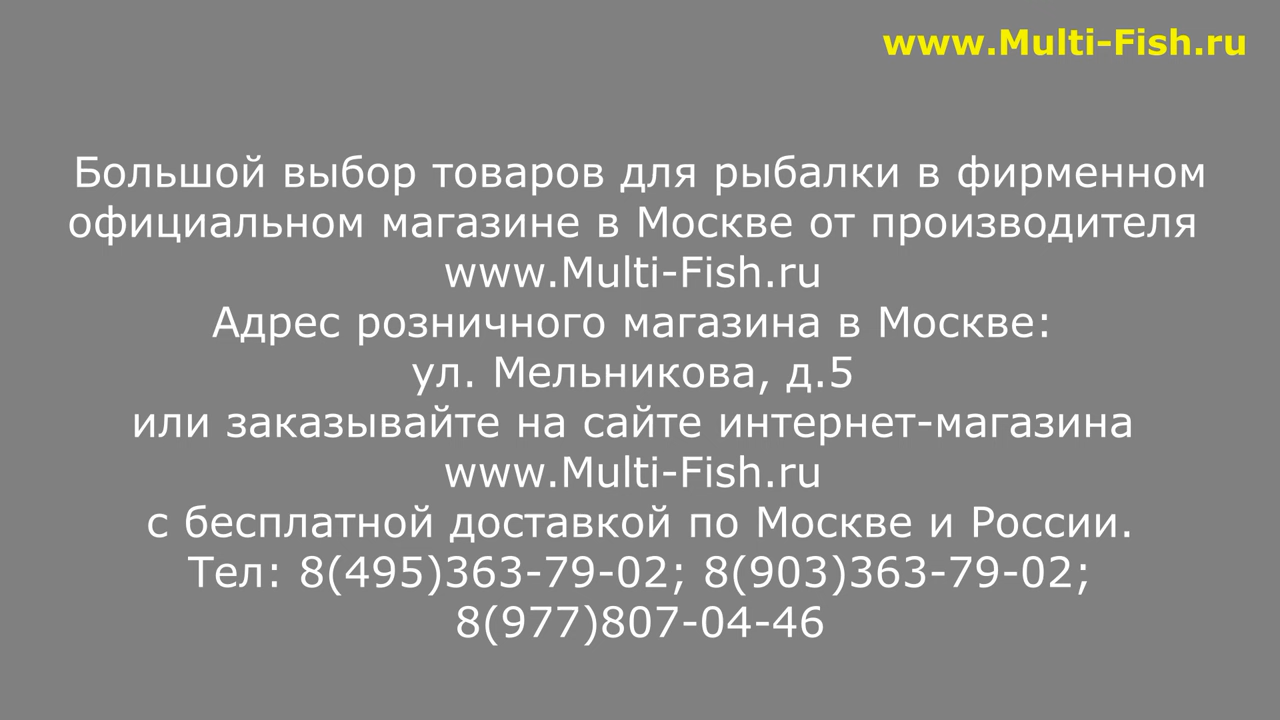 www.Multi-Fish.ru
Большой выбор товаров для рыбалки в фирменном
официальном магазине в Москве от производителя
www.Multi-Fish.ru
Адрес розничного магазина в Москве:
ул. Мельникова, д.5
или заказывайте на сайте интернет-магазина
www.Multi-Fish.ru
с бесплатной доставкой по Москве и России.
Тел: 8(495)363-79-02; 8(903)363-79-02;
8(977)807-04-46